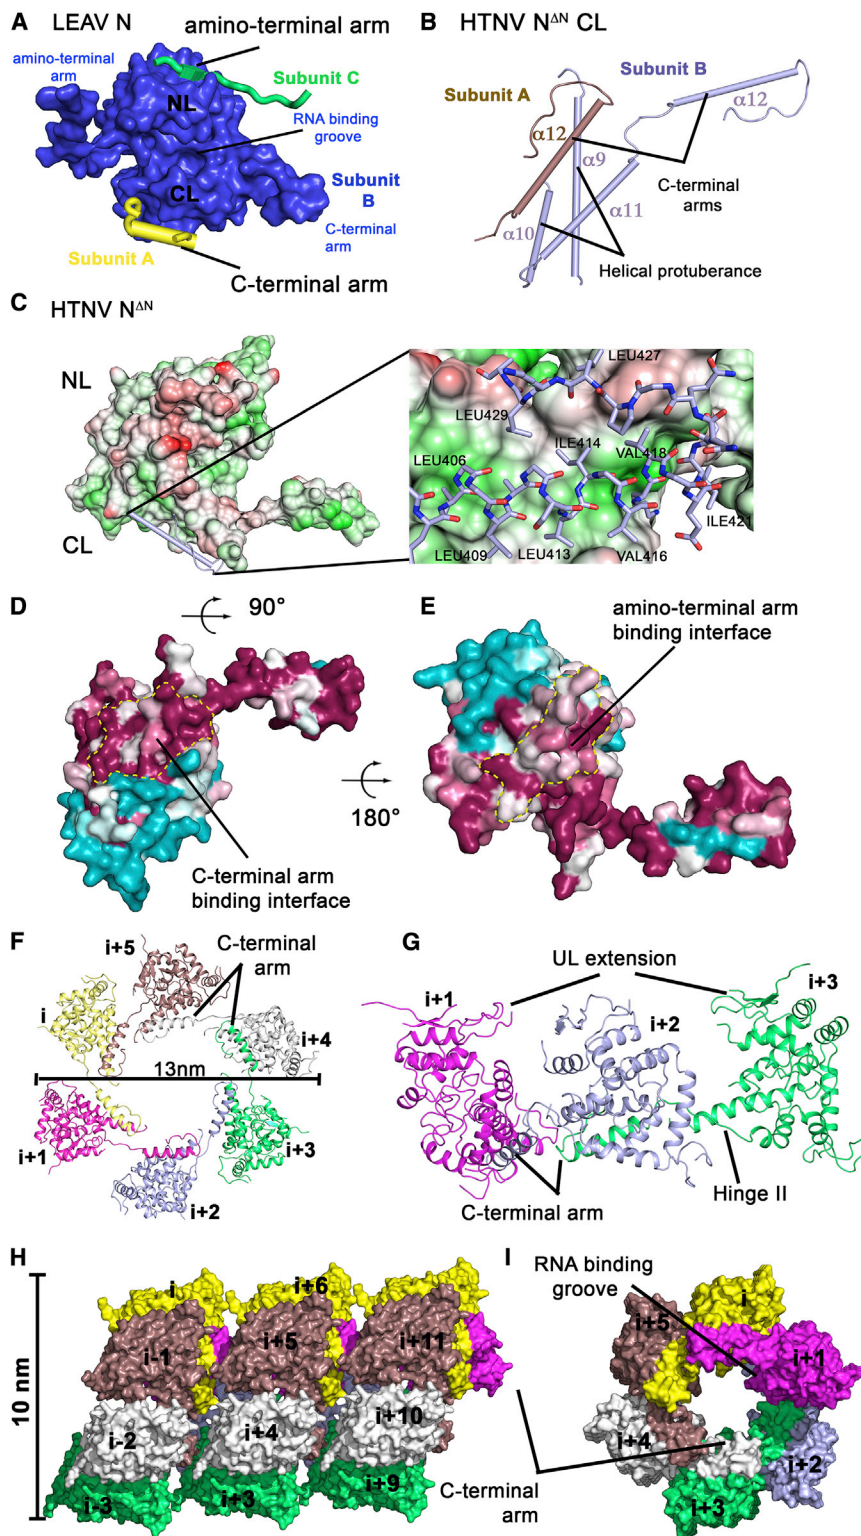 A LEAV N
amino-terminal arm
amino-terminal
arm
Subunit C
NL
RNA binding
groove
CL
Subunit
B
C-terminal
arm
Subunit A
C-terminal arm
B HTNV NΔN CL
Subunit A
Subunit B
α12
α12
α9
C-terminal
arms
α11
α10
Helical protuberance
C HTNV NΔN
NL
CL
LEU427
LEU429
ILE414
VAL418
LEU406
ILE421
LEU409
LEU413
VAL416
D
90°
180°
C-terminal arm
binding interface
E
amino-terminal arm
binding interface
F
i+5
C-terminal
arm
i
i+4
13nm
i+1
i+3
i+2
G
UL extension
i+1
i+2
i+3
Hinge II
C-terminal arm
H
10 nm
i
i+6
i-1
i+5
i+11
i-2
i+4
i+10
i-3
i+3
i+9
C-terminal
arm
I
RNA binding
groove
i
i+5
i+1
i+4
i+2
i+3